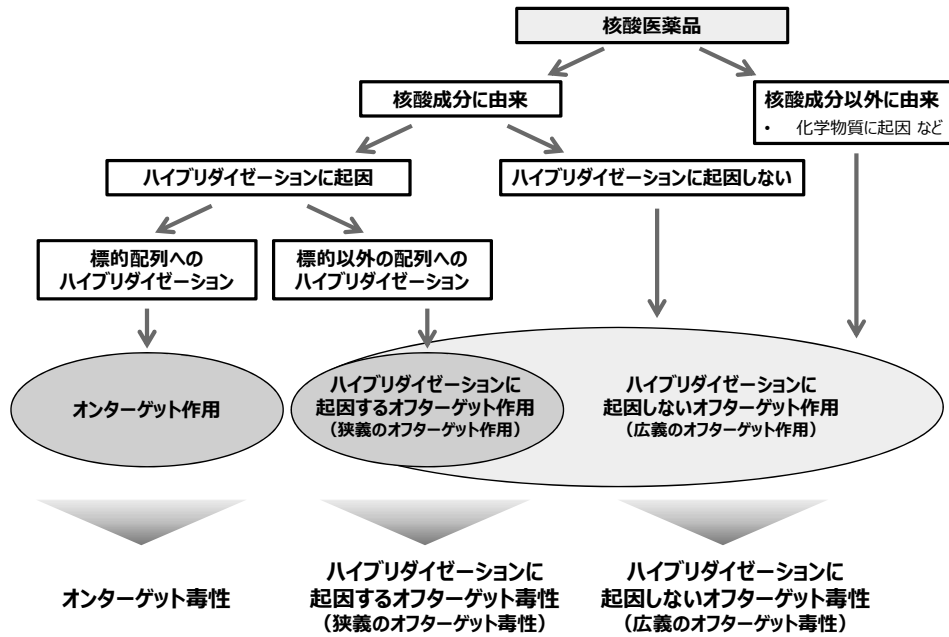 核酸医薬品
核酸成分に由来
核酸成分以外に由来
• 化学物質に起因 など
ハイブリダイゼーションに起因
ハイブリダイゼーションに起因しない
標的配列への
ハイブリダイゼーション
標的以外の配列への
ハイブリダイゼーション
オンターゲット作用
ハイブリダイゼーションに
起因するオフターゲット作用
（狭義のオフターゲット作用）
ハイブリダイゼーションに
起因しないオフターゲット作用
（広義のオフターゲット作用）
オンターゲット毒性
ハイブリダイゼーションに
起因するオフターゲット毒性
（狭義のオフターゲット毒性）
ハイブリダイゼーションに
起因しないオフターゲット毒性
（広義のオフターゲット毒性）